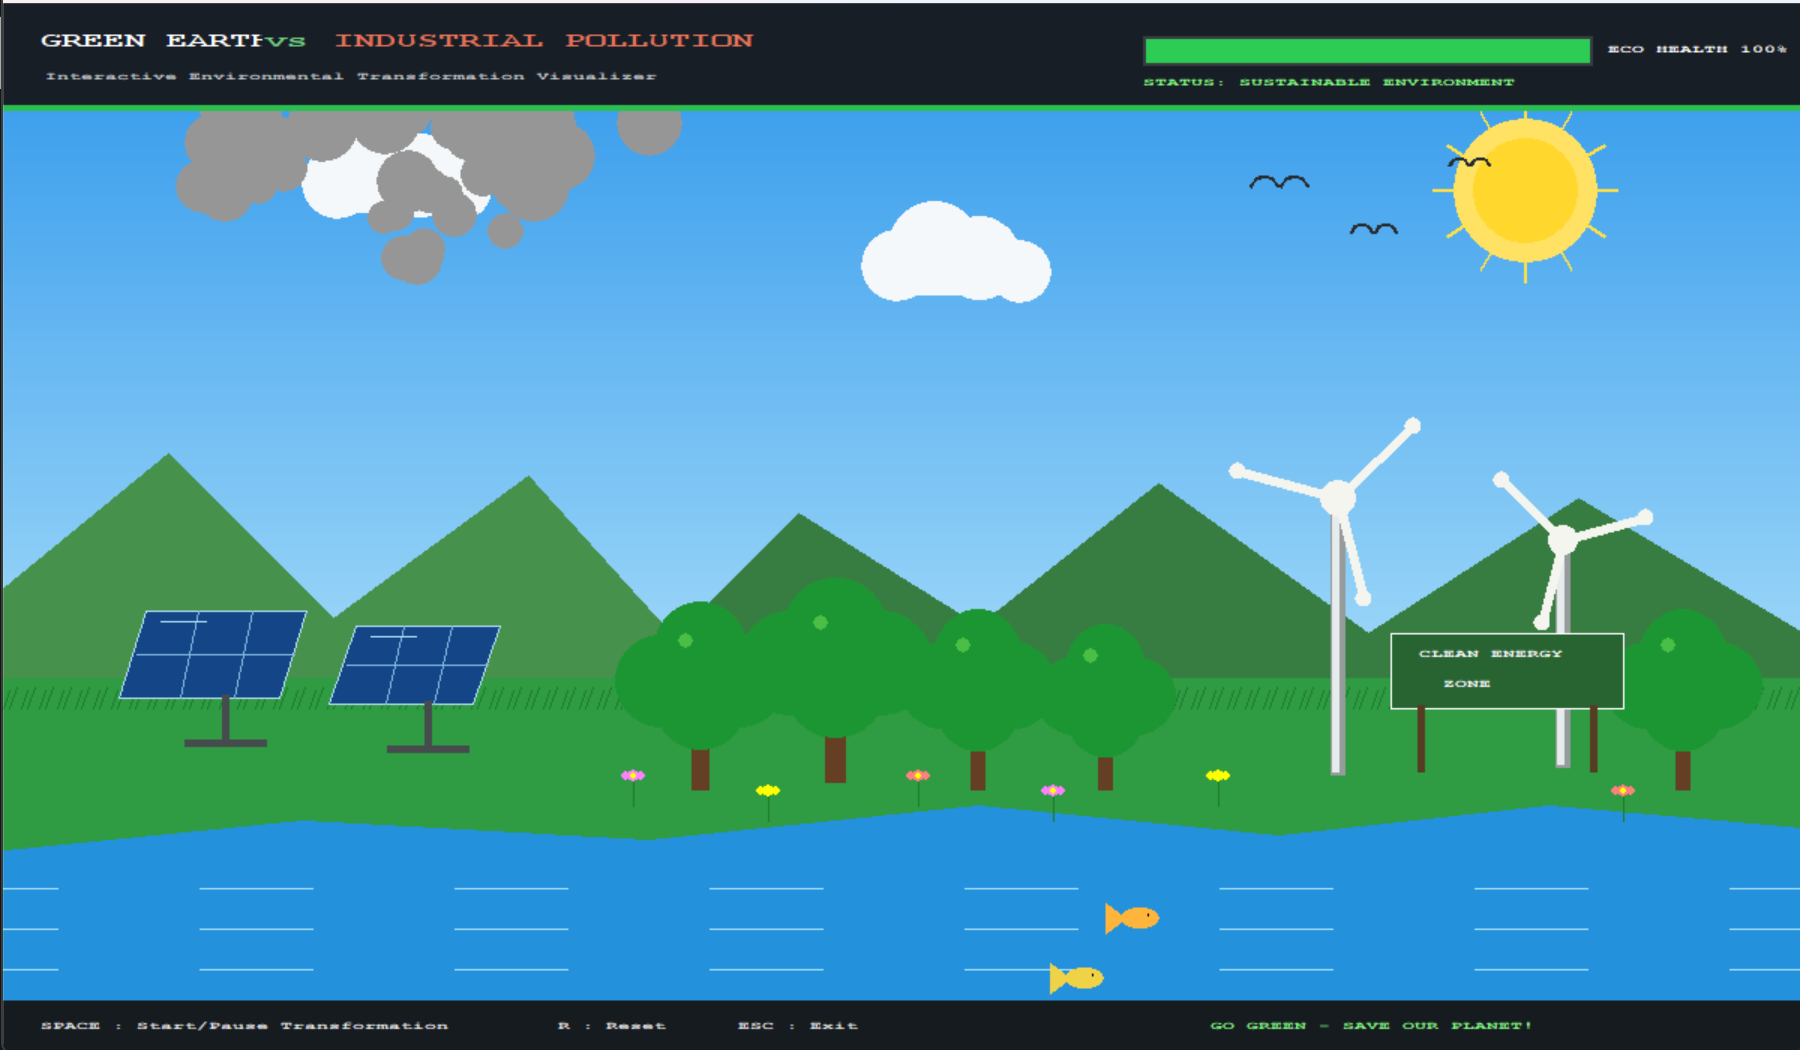 GREEN EARTH vs INDUSTRIAL POLLUTION
Interactive Environmental Transformation Visualizer
ECO HEALTH 100%
STATUS: SUSTAINABLE ENVIRONMENT
CLEAN ENERGY
ZONE
SPACE : Start/Pause Transformation R : Reset ESC : Exit GO GREEN - SAVE OUR PLANET!